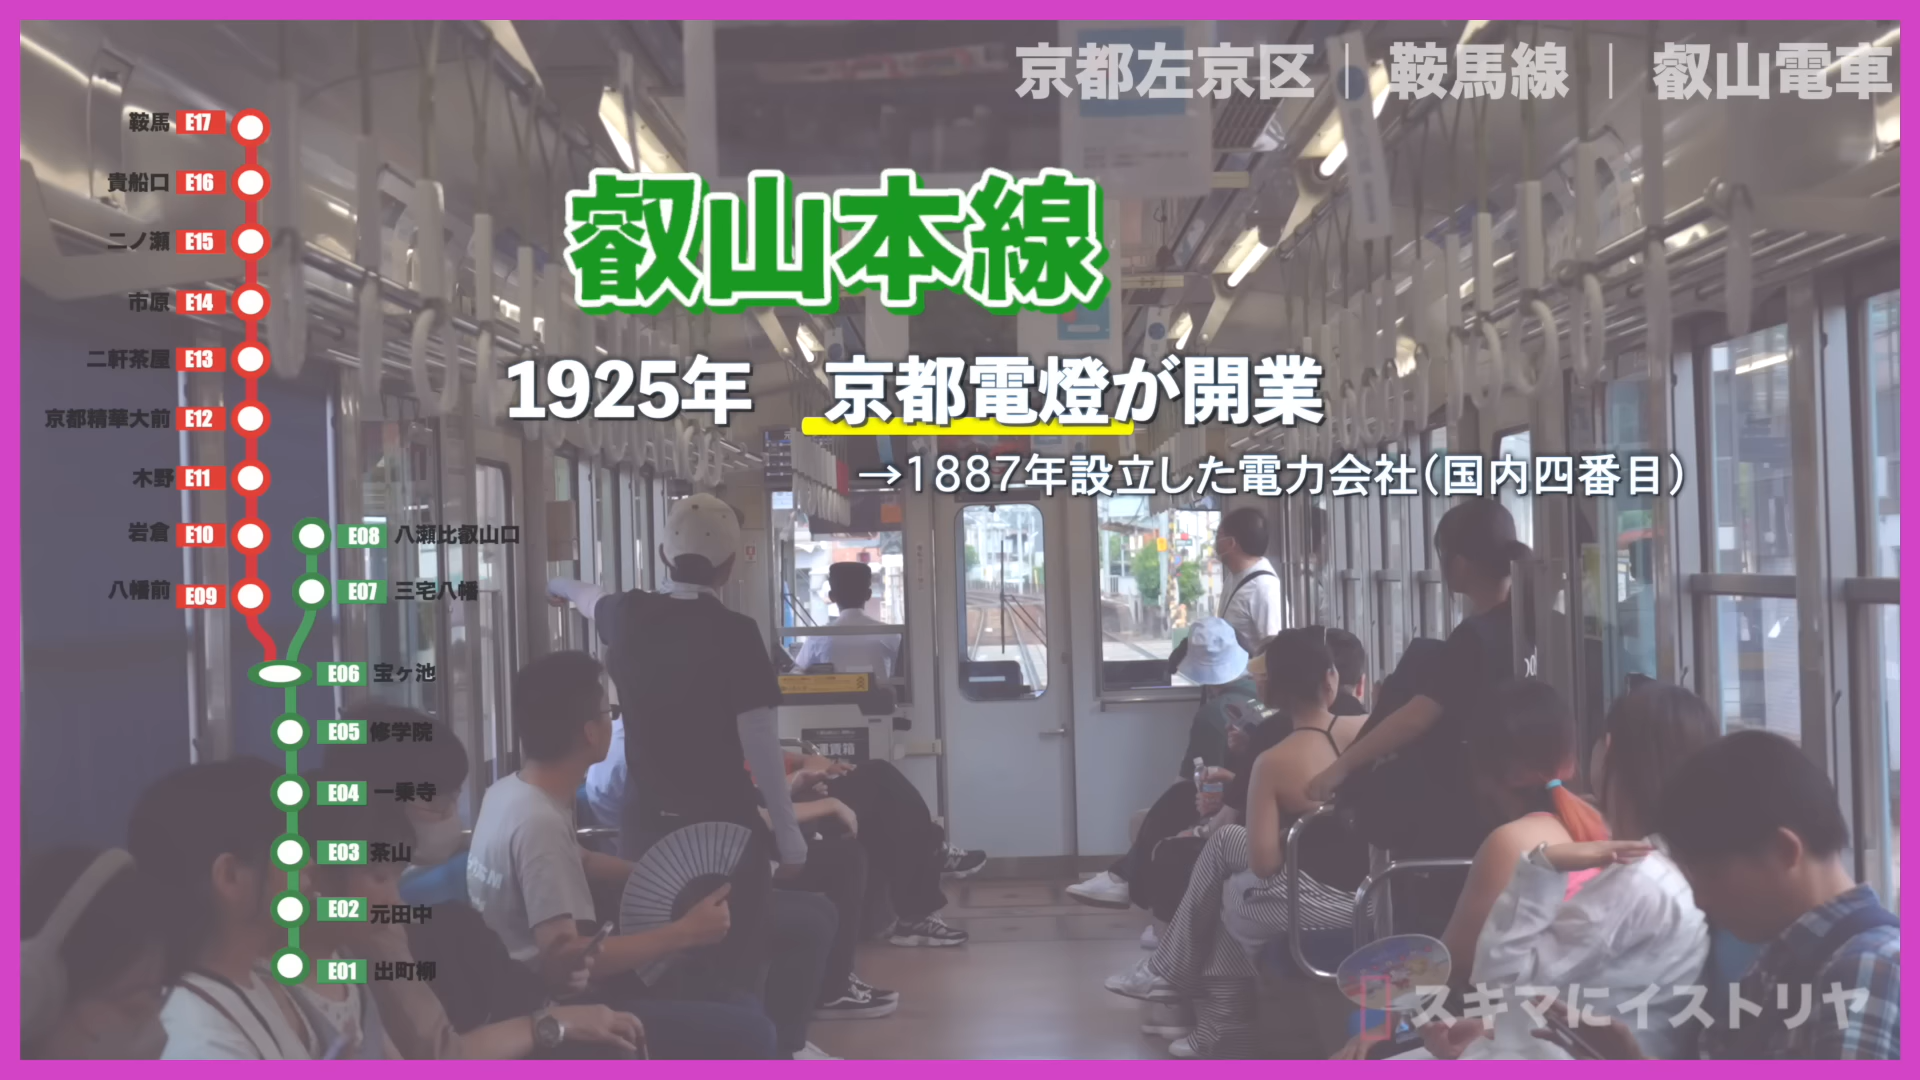 京都左京区｜鞍馬線｜叡山電車
叡山本線
1925年　京都電燈が開業
→1887年設立した電力会社（国内四番目）
鞍馬 E17
貴船口 E16
二ノ瀬 E15
市原 E14
二軒茶屋 E13
京都精華大前 E12
木野 E11
岩倉 E10
八幡前 E09
E08 八瀬比叡山口
E07 三宅八幡
E06 宝ヶ池
E05 修学院
E04 一乗寺
E03 茶山
E02 元田中
E01 出町柳
運賃箱
スキマにイストリヤ